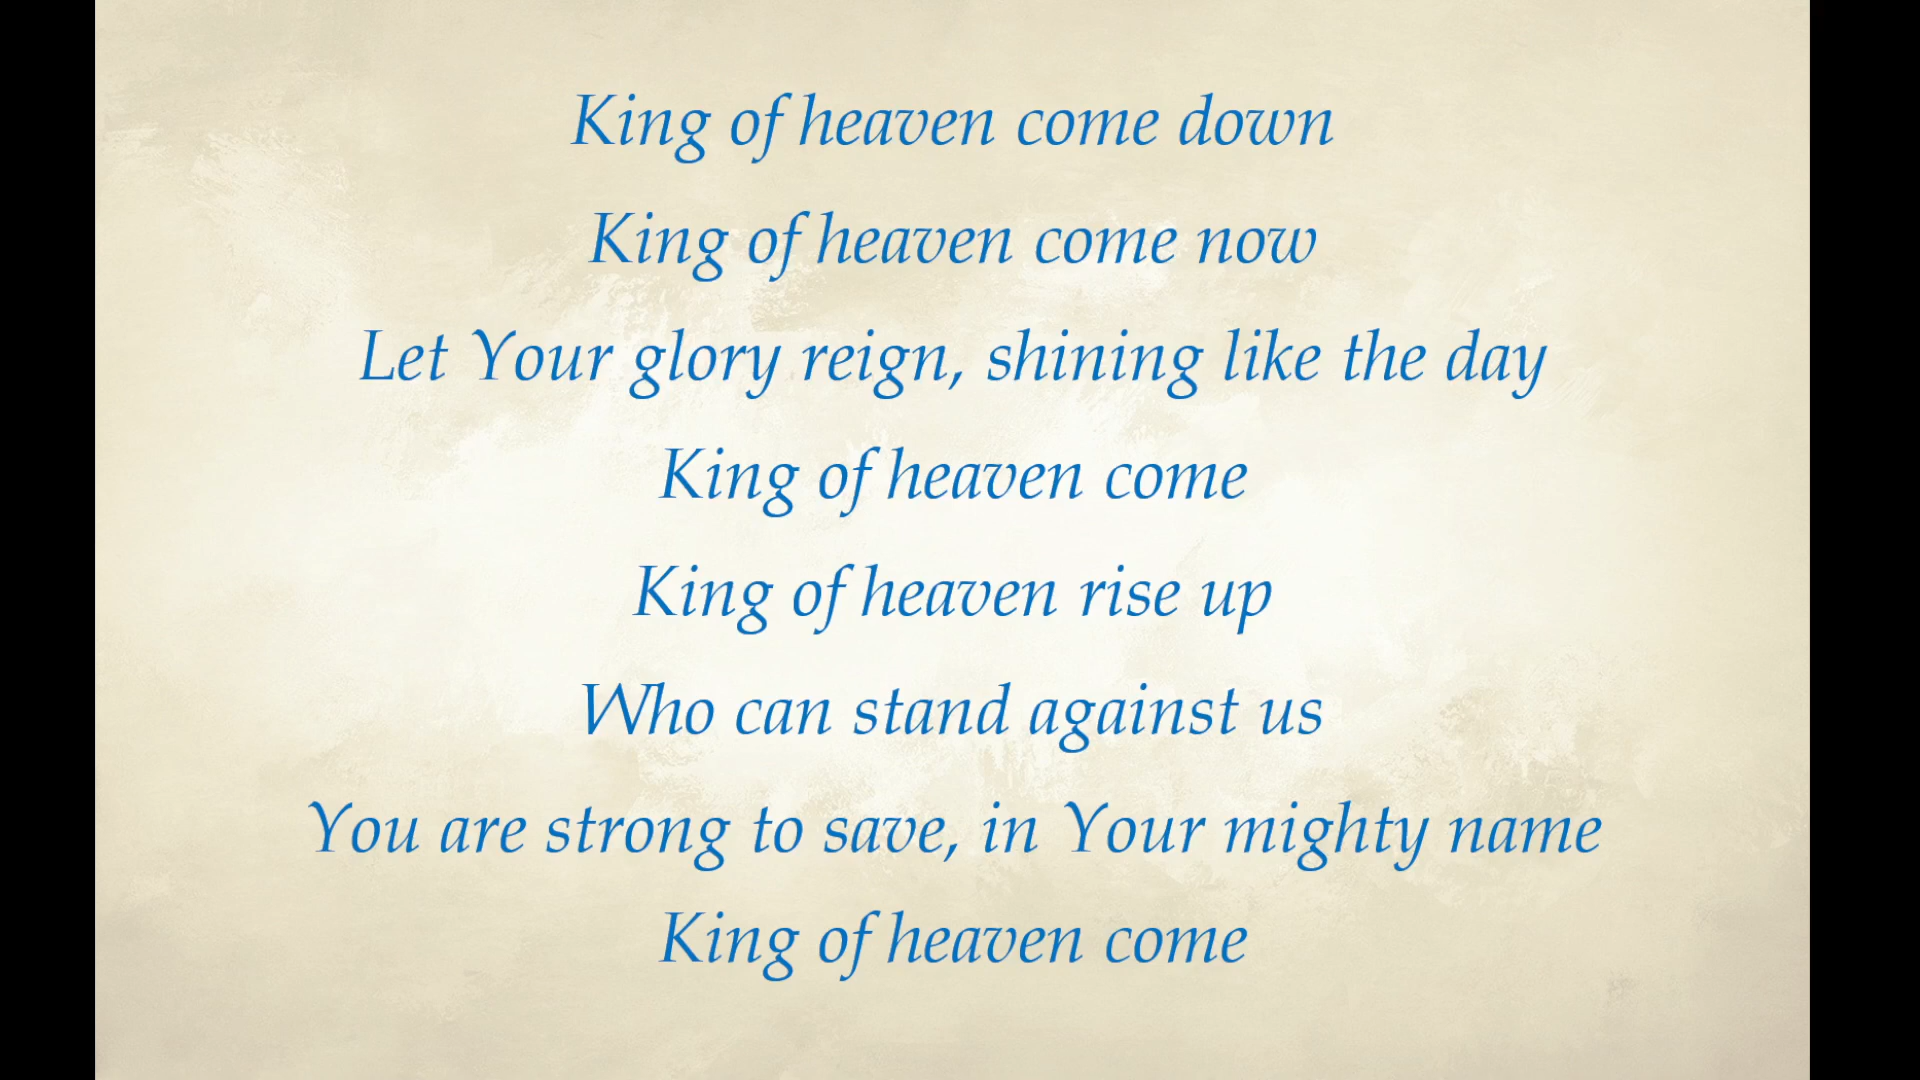 King of heaven come down
King of heaven come now
Let Your glory reign, shining like the day
King of heaven come
King of heaven rise up
Who can stand against us
You are strong to save, in Your mighty name
King of heaven come